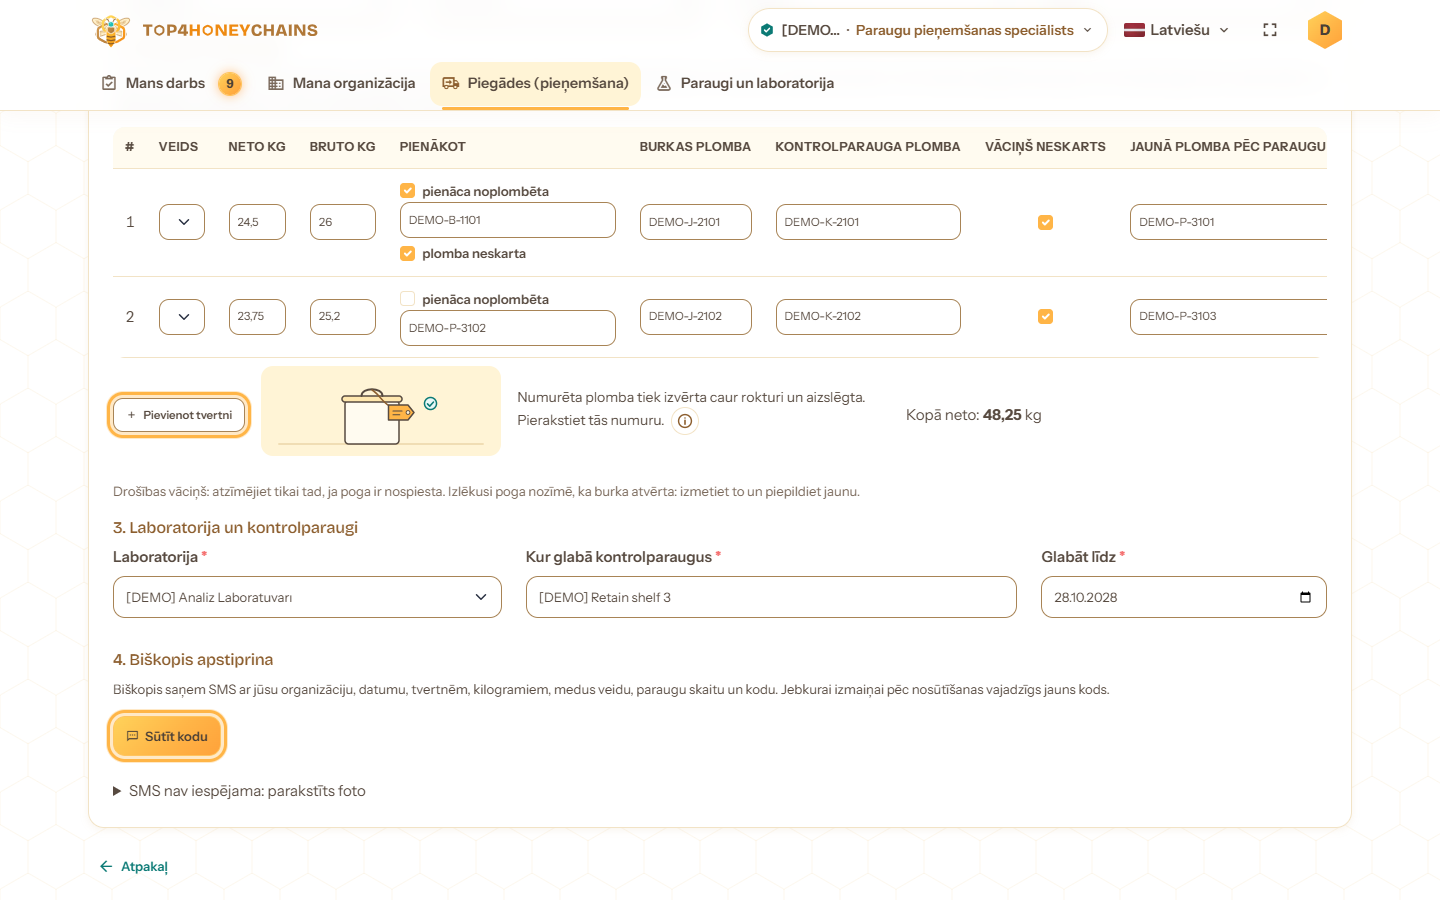 TOP4HONEYCHAINS
[DEMO... · Paraugu pieņemšanas speciālists
Latviešu
D
Mans darbs 9
Mana organizācija
Piegādes (pieņemšana)
Paraugi un laboratorija
# VEIDS NETO KG BRUTO KG PIENĀKOT BURKAS PLOMBA KONTROLPARAUGA PLOMBA VĀCIŅŠ NESKARTS JAUNĀ PLOMBA PĒC PARAUGU
pienāca noplombēta
1 24,5 26 DEMO-B-1101 DEMO-J-2101 DEMO-K-2101 DEMO-P-3101
plomba neskarta
pienāca noplombēta
2 23,75 25,2 DEMO-P-3102 DEMO-J-2102 DEMO-K-2102 DEMO-P-3103
+ Pievienot tvertni
Numurēta plomba tiek izvērta caur rokturi un aizslēgta.
Pierakstiet tās numuru.
Kopā neto: 48,25 kg
Drošības vāciņš: atzīmējiet tikai tad, ja poga ir nospiesta. Izlēkusi poga nozīmē, ka burka atvērta: izmetiet to un piepildiet jaunu.
3. Laboratorija un kontrolparaugi
Laboratorija *
Kur glabā kontrolparaugus *
Glabāt līdz *
[DEMO] Analiz Laboratuvarı
[DEMO] Retain shelf 3
28.10.2028
4. Biškopis apstiprina
Biškopis saņem SMS ar jūsu organizāciju, datumu, tvertnēm, kilogramiem, medus veidu, paraugu skaitu un kodu. Jebkurai izmaiņai pēc nosūtīšanas vajadzīgs jauns kods.
Sūtīt kodu
SMS nav iespējama: parakstīts foto
Atpakaļ